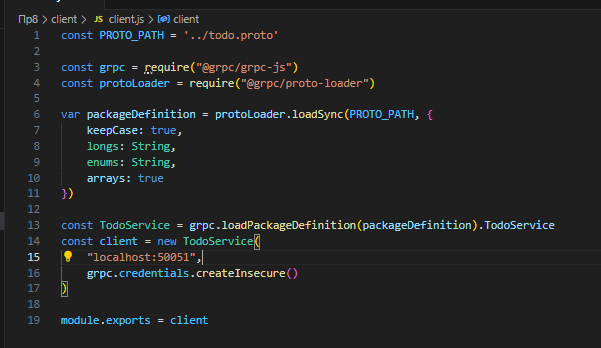 Пр8 > client > JS client.js > client
1 const PROTO_PATH = '../todo.proto'
2
3 const grpc = require("@grpc/grpc-js")
4 const protoLoader = require("@grpc/proto-loader")
5
6 var packageDefinition = protoLoader.loadSync(PROTO_PATH, {
7     keepCase: true,
8     longs: String,
9     enums: String,
10     arrays: true
11 })
12
13 const TodoService = grpc.loadPackageDefinition(packageDefinition).TodoService
14 const client = new TodoService(
15     "localhost:50051",
16     grpc.credentials.createInsecure()
17 )
18
19 module.exports = client